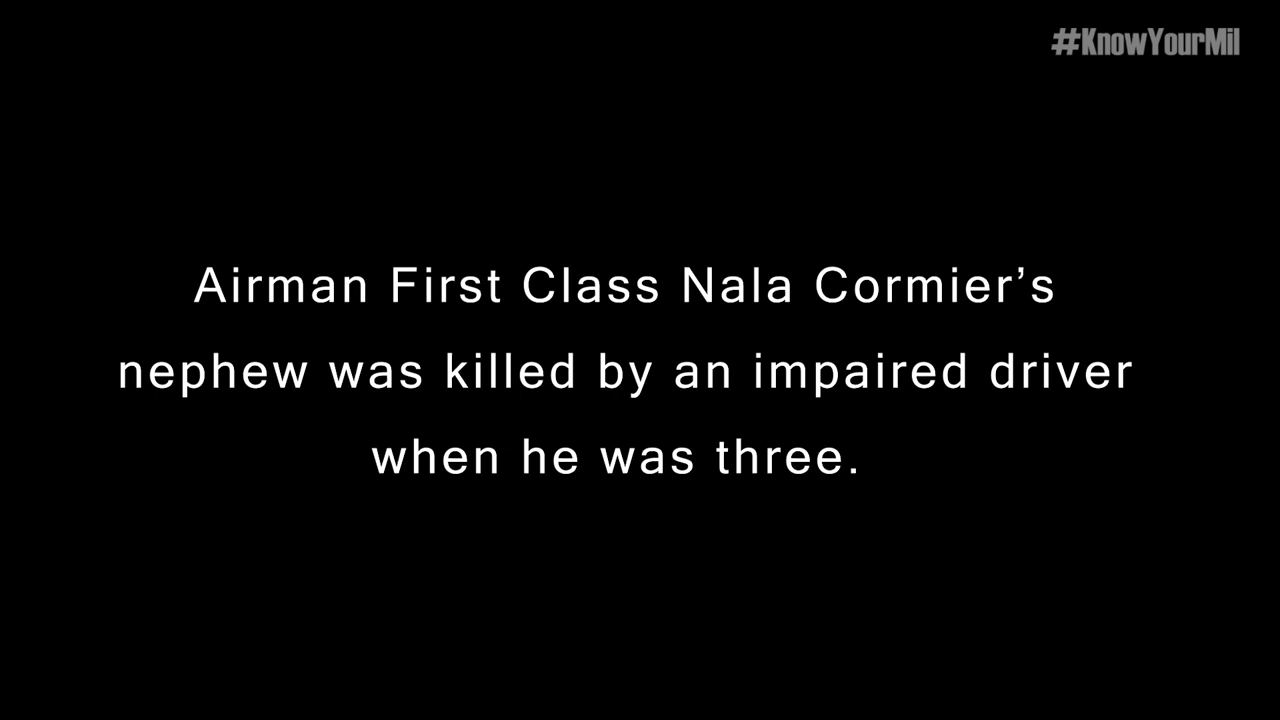 #KnowYourMil
Airman First Class Nala Cormier’s
nephew was killed by an impaired driver
when he was three.